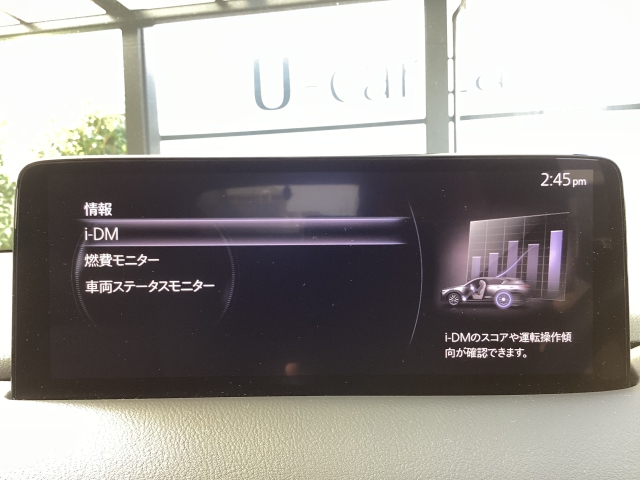 U-car
2:45pm
情報
i-DM
燃費モニター
車両ステータスモニター
i-DMのスコアや運転操作傾
向が確認できます。